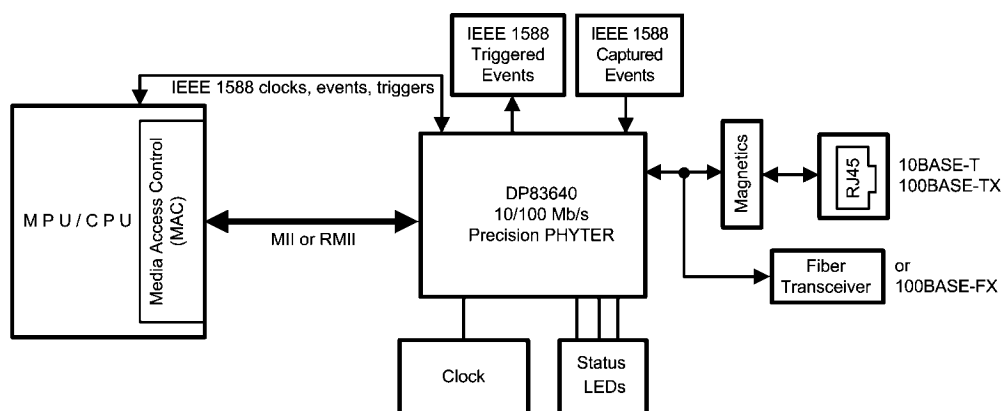 IEEE 1588
Triggered
Events
IEEE 1588
Captured
Events
IEEE 1588 clocks, events, triggers
MPU/CPU
Media Access Control
(MAC)
MII or RMII
DP83640
10/100 Mb/s
Precision PHYTER
Magnetics
RJ45
10BASE-T
100BASE-TX
Fiber
Transceiver
or
100BASE-FX
Clock
Status
LEDs